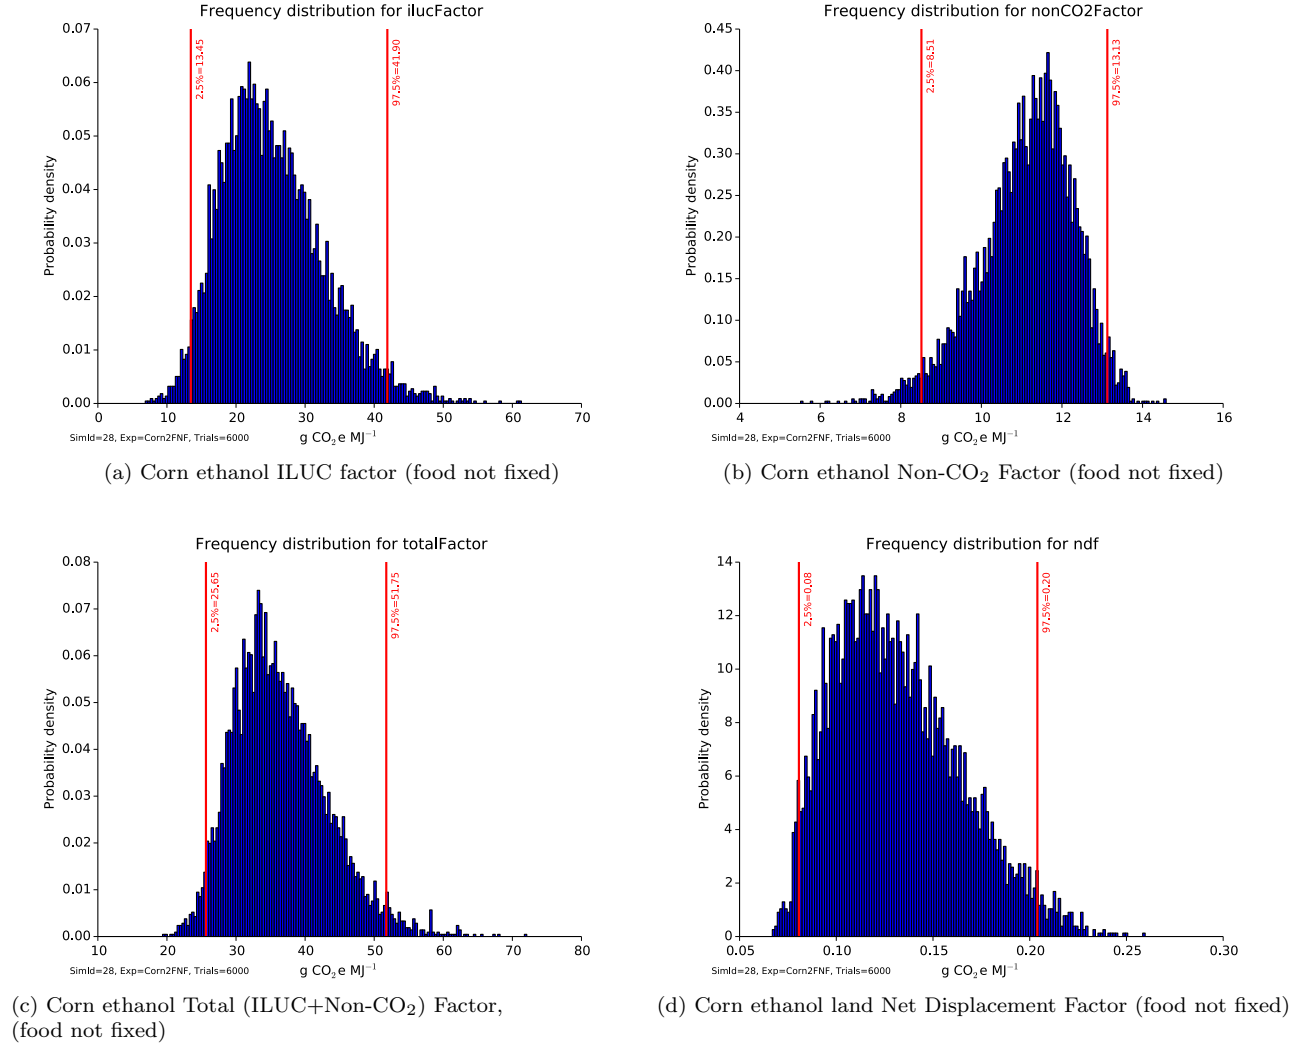 Frequency distribution for ilucFactor
0.07
0.06
0.05
0.04
0.03
0.02
0.01
0.00
Probability density
2.5%=13.45
97.5%=41.90
0 10 20 30 40 50 60 70
SimId=28, Exp=Corn2FNF, Trials=6000
g CO₂e MJ⁻¹
(a) Corn ethanol ILUC factor (food not fixed)
Frequency distribution for nonCO2Factor
0.45
0.40
0.35
0.30
0.25
0.20
0.15
0.10
0.05
0.00
Probability density
2.5%=8.51
97.5%=13.13
4 6 8 10 12 14 16
SimId=28, Exp=Corn2FNF, Trials=6000
g CO₂e MJ⁻¹
(b) Corn ethanol Non-CO₂ Factor (food not fixed)
Frequency distribution for totalFactor
0.08
0.07
0.06
0.05
0.04
0.03
0.02
0.01
0.00
Probability density
2.5%=25.65
97.5%=51.75
10 20 30 40 50 60 70 80
SimId=28, Exp=Corn2FNF, Trials=6000
g CO₂e MJ⁻¹
(c) Corn ethanol Total (ILUC+Non-CO₂) Factor,
(food not fixed)
Frequency distribution for ndf
14
12
10
8
6
4
2
0
Probability density
2.5%=0.08
97.5%=0.20
0.05 0.10 0.15 0.20 0.25 0.30
SimId=28, Exp=Corn2FNF, Trials=6000
g CO₂e MJ⁻¹
(d) Corn ethanol land Net Displacement Factor (food not fixed)